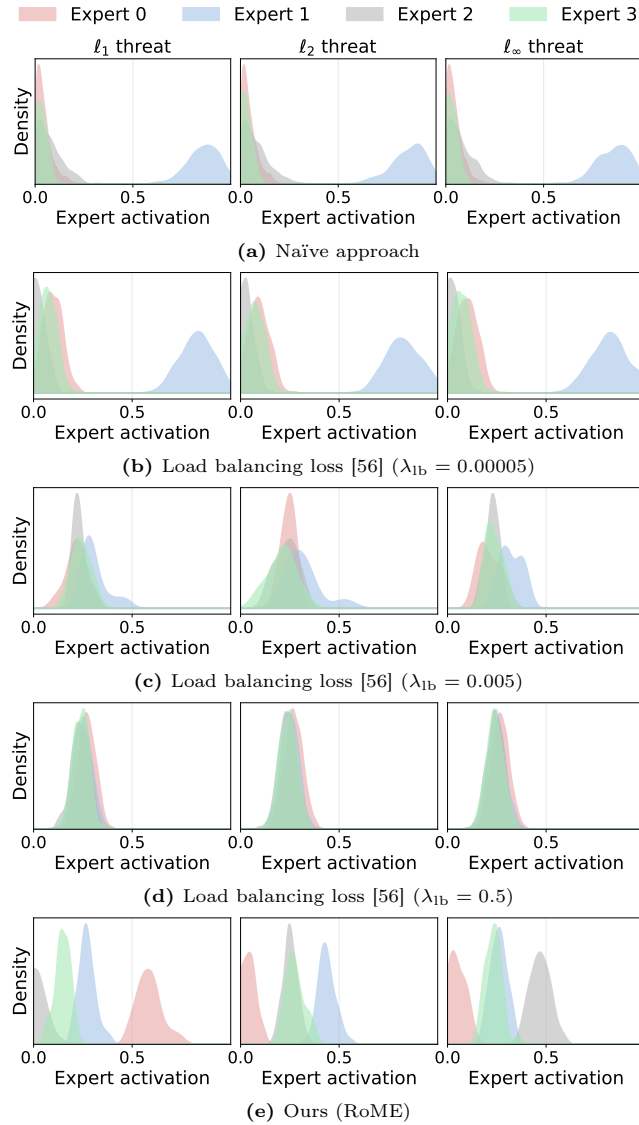 Expert 0 Expert 1 Expert 2 Expert 3
ℓ₁ threat ℓ₂ threat ℓ∞ threat
Density
0.0 0.5 0.0 0.5 0.0 0.5
Expert activation Expert activation Expert activation
(a) Naïve approach
Density
0.0 0.5 0.0 0.5 0.0 0.5
Expert activation Expert activation Expert activation
(b) Load balancing loss [56] (λlb = 0.00005)
Density
0.0 0.5 0.0 0.5 0.0 0.5
Expert activation Expert activation Expert activation
(c) Load balancing loss [56] (λlb = 0.005)
Density
0.0 0.5 0.0 0.5 0.0 0.5
Expert activation Expert activation Expert activation
(d) Load balancing loss [56] (λlb = 0.5)
Density
0.0 0.5 0.0 0.5 0.0 0.5
Expert activation Expert activation Expert activation
(e) Ours (RoME)